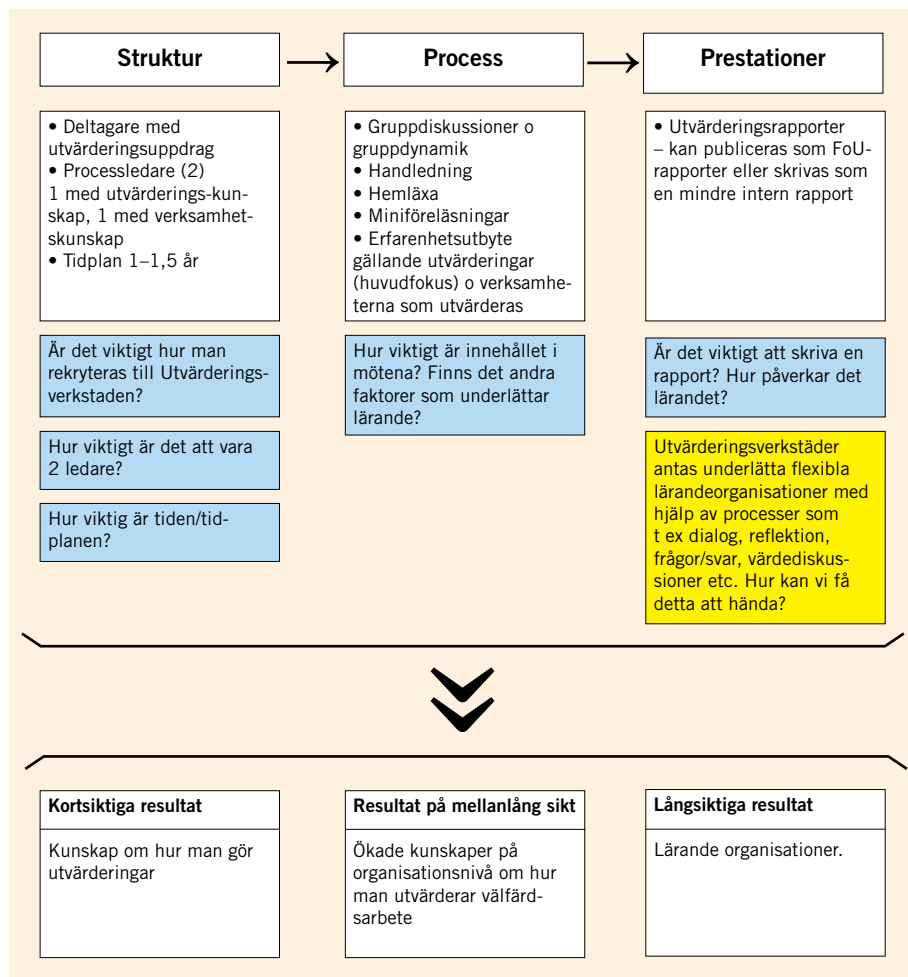 Struktur
Process
Prestationer
• Deltagare med
utvärderingsuppdrag
• Processledare (2)
1 med utvärderings-kun-
skap, 1 med verksamhet-
skunskap
• Tidplan 1–1,5 år
• Gruppdiskussioner o
gruppdynamik
• Handledning
• Hemläxa
• Miniföreläsningar
• Erfarenhetsutbyte
gällande utvärderingar
(huvudfokus) o verksamhe-
terna som utvärderas
• Utvärderingsrapporter
– kan publiceras som FoU-
rapporter eller skrivas som
en mindre intern rapport
Är det viktigt hur man
rekryteras till Utvärderings-
verkstaden?
Hur viktigt är det att vara
2 ledare?
Hur viktig är tiden/tid-
planen?
Hur viktigt är innehållet i
mötena? Finns det andra
faktorer som underlättar
lärande?
Är det viktigt att skriva en
rapport? Hur påverkar det
lärandet?
Utvärderingsverkstäder
antas underlätta flexibla
lärandeorganisationer med
hjälp av processer som
t ex dialog, reflektion,
frågor/svar, värdediskus-
sioner etc. Hur kan vi få
detta att hända?
Kortsiktiga resultat
Kunskap om hur man gör
utvärderingar
Resultat på mellanlång sikt
Ökade kunskaper på
organisationsnivå om hur
man utvärderar välfärd-
sarbete
Långsiktiga resultat
Lärande organisationer.